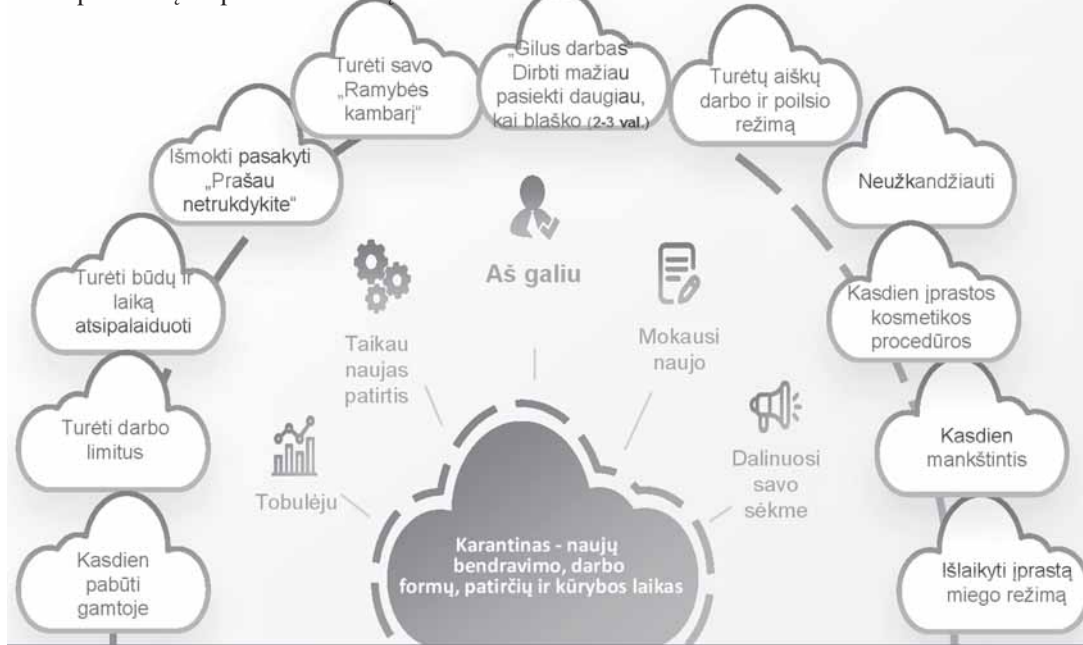 Turėti savo
„Ramybės
kambarį“
„Gilus darbas“
Dirbti mažiau
pasiekti daugiau,
kai blaško (2-3 val.)
Turėtų aiškų
darbo ir poilsio
režimą
Išmokti pasakyti
„Prašau
netrukdykite“
Neužkandžiauti
Turėti būdų ir
laiką
atsipalaiduoti
Kasdien įprastos
kosmetikos
procedūros
Turėti darbo
limitus
Kasdien
mankštintis
Kasdien
pabūti
gamtoje
Išlaikyti įprastą
miego režimą
Aš galiu
Taikau
naujas
patirtis
Mokausi
naujo
Tobulėju
Dalinuosi
savo
sėkme
Karantinas - naujų
bendravimo, darbo
formų, patirčių ir kūrybos laikas